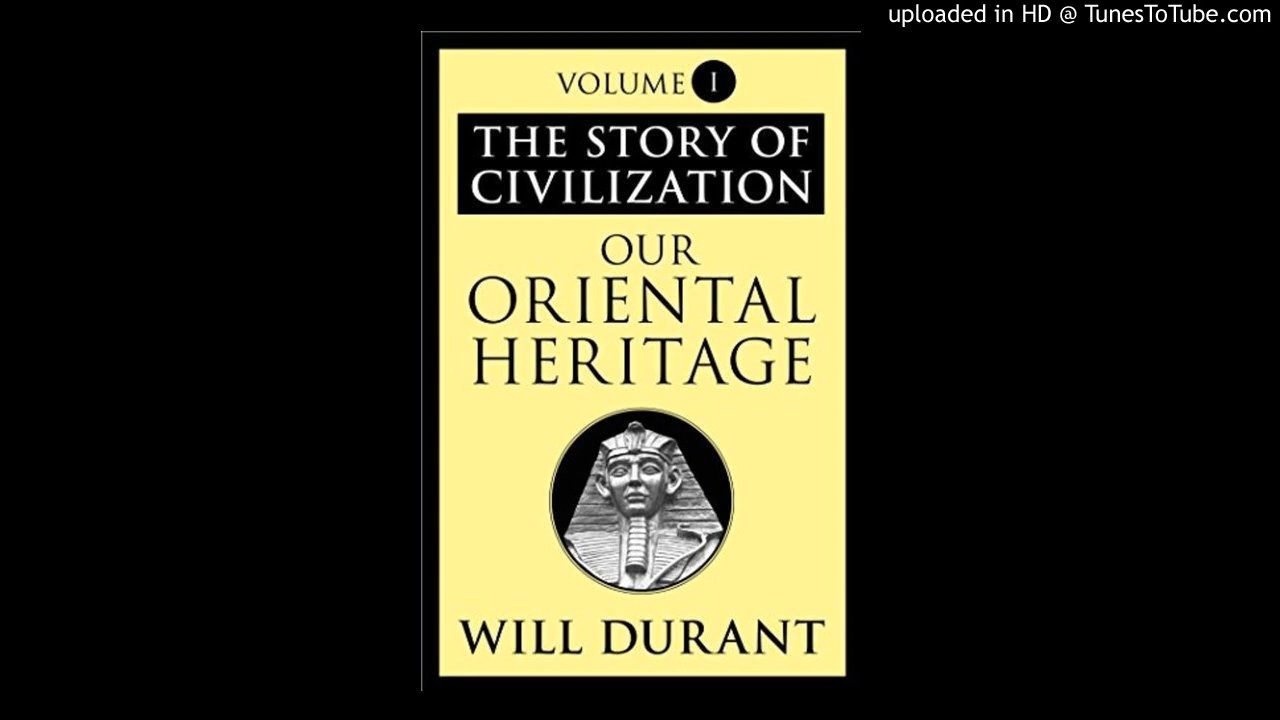 uploaded in HD @ TunesToTube.com
VOLUME I
THE STORY OF
CIVILIZATION
OUR
ORIENTAL
HERITAGE
WILL DURANT